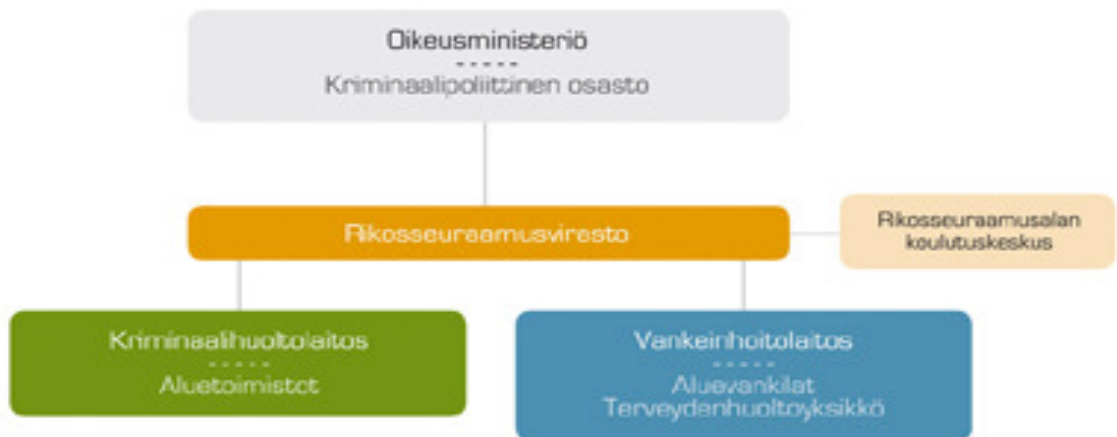 Oikeusministeriö
-----
Kriminaalipoliittinen osasto
Rikosseuraamusvirasto
Rikosseuraamusalan
koulutuskeskus
Kriminaalihuoltolaitos
-----
Aluetoimistot
Vankeinhoitolaitos
-----
Aluevankilat
Terveydenhuoltoyksikkö